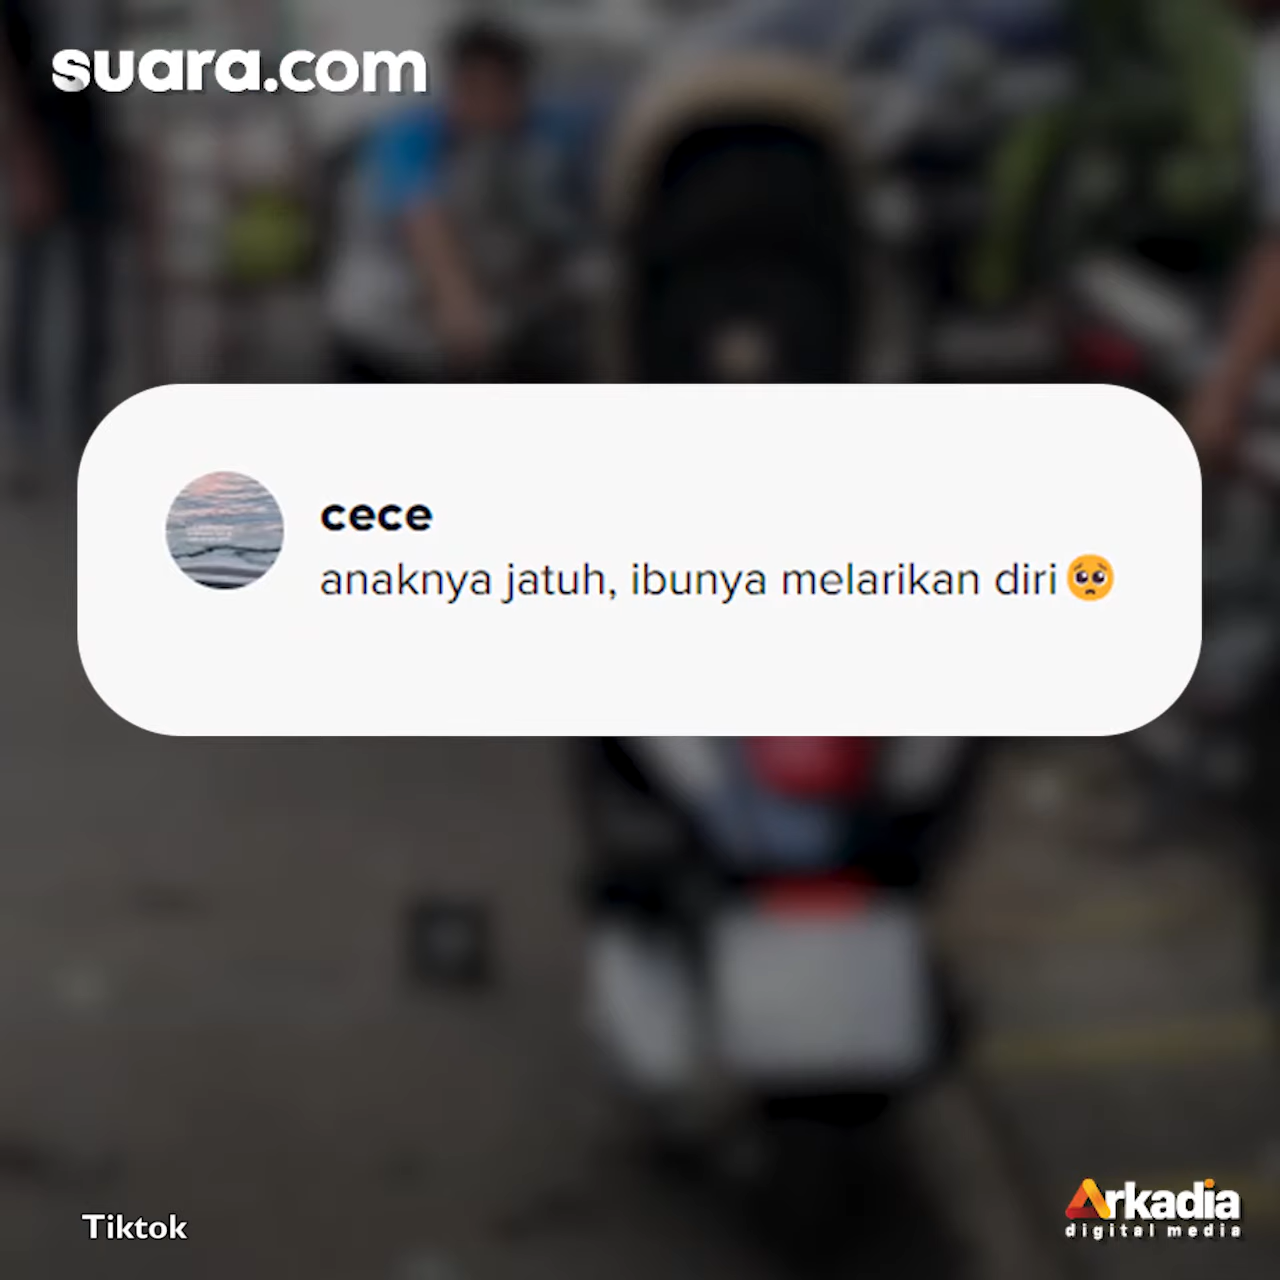 suara.com
cece
anaknya jatuh, ibunya melarikan diri🥺
Tiktok
Arkadia
digital media